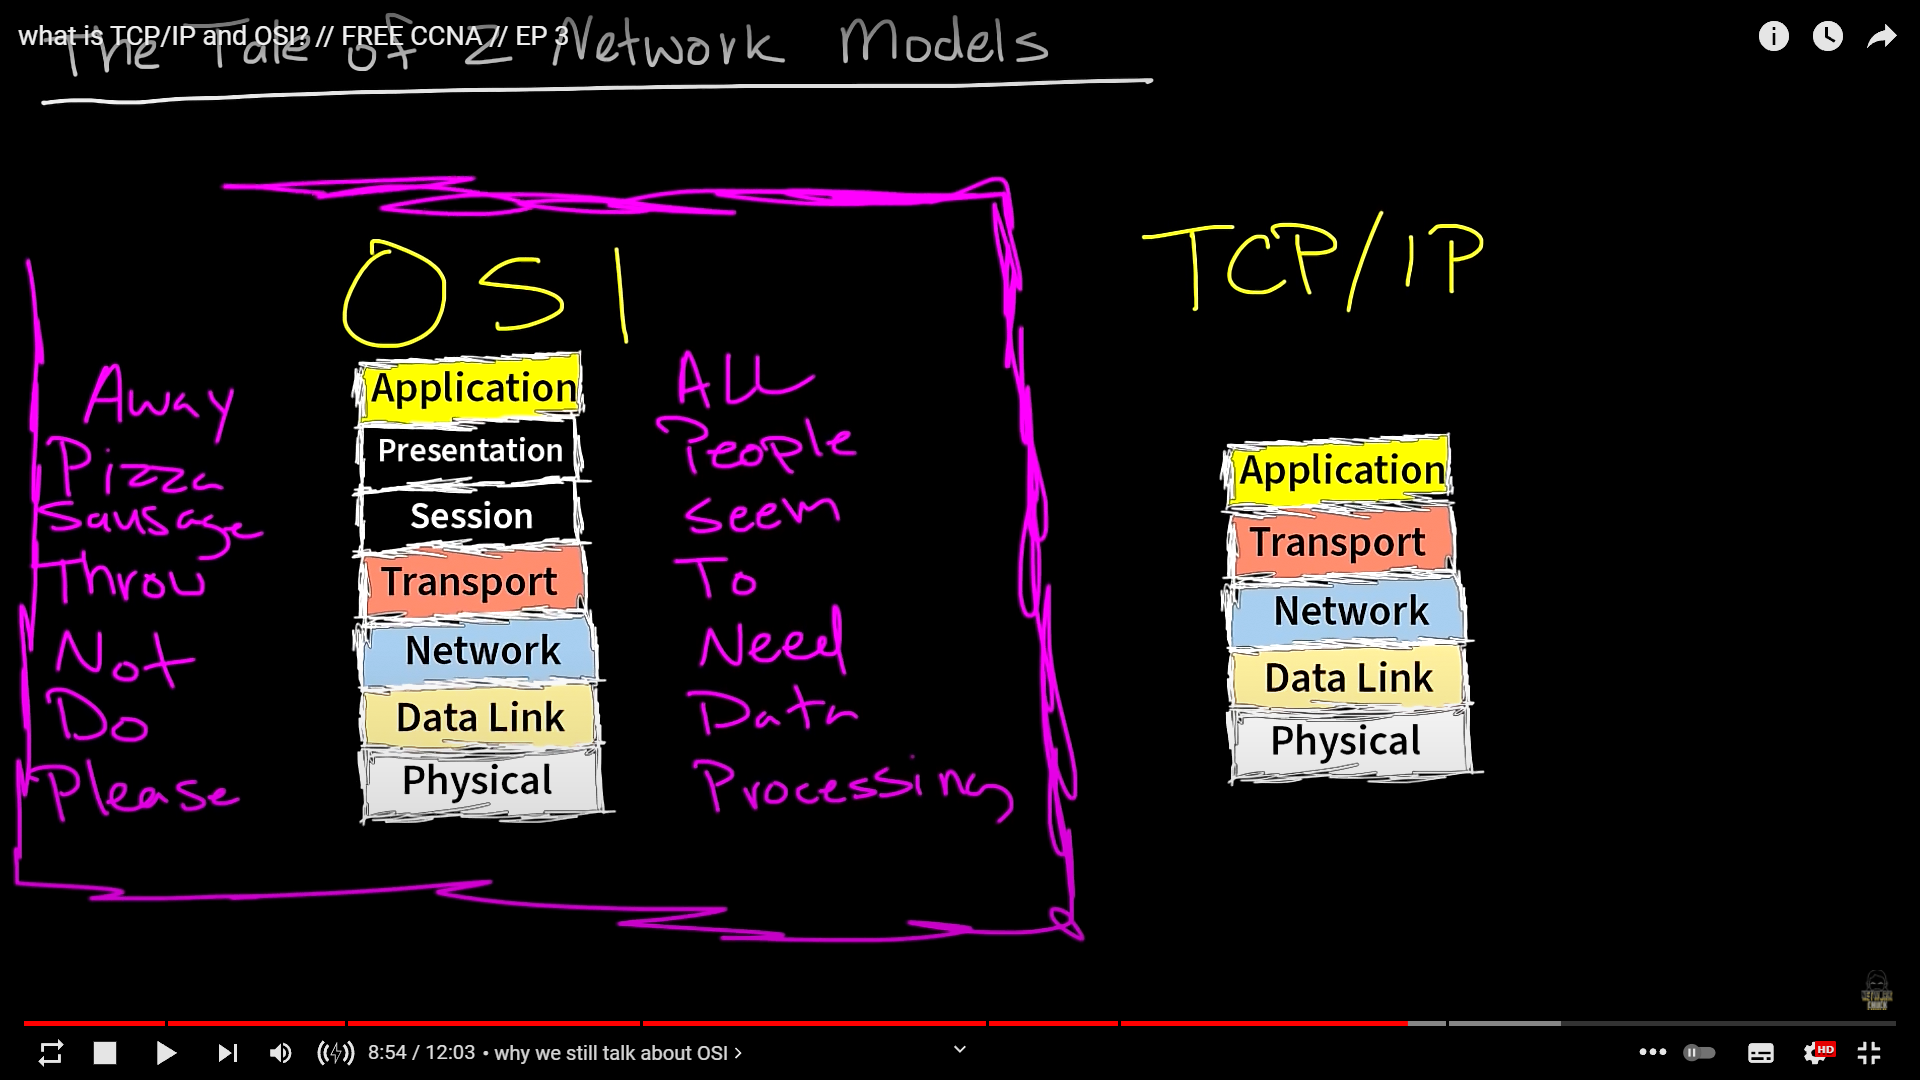 what is TCP/IP and OSI? // FREE CCNA // EP 3
The Tale of 2 Network Models
OSI
TCP/IP
Away
Pizza
Sausage
Throw
Not
Do
Please
Application
Presentation
Session
Transport
Network
Data Link
Physical
ALL
People
Seem
To
Need
Data
Processing
Application
Transport
Network
Data Link
Physical
NETWORK
CHUCK
8:54 / 12:03 • why we still talk about OSI >
HD